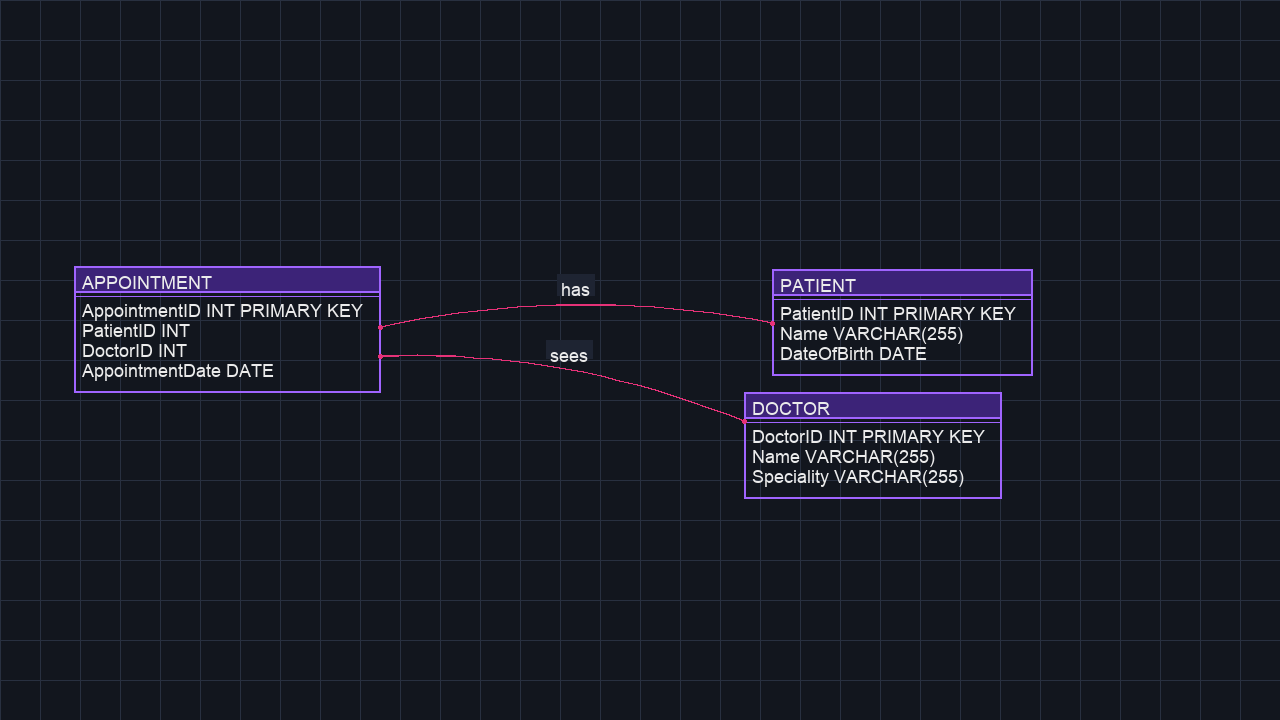 APPOINTMENT
AppointmentID INT PRIMARY KEY
PatientID INT
DoctorID INT
AppointmentDate DATE
has
sees
PATIENT
PatientID INT PRIMARY KEY
Name VARCHAR(255)
DateOfBirth DATE
DOCTOR
DoctorID INT PRIMARY KEY
Name VARCHAR(255)
Speciality VARCHAR(255)